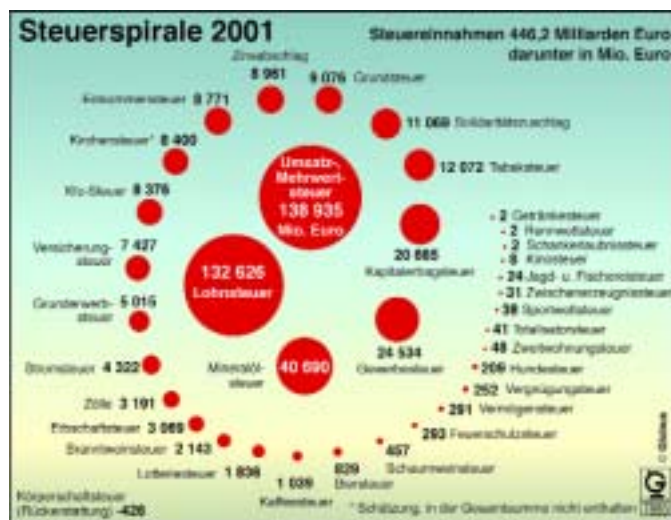 Steuerspirale 2001
Steuereinnahmen 446,2 Milliarden Euro
darunter in Mio. Euro
Umsatz-,
Mehrwert-
steuer
138 935
Mio. Euro
132 626
Lohnsteuer
Mineralöl-
steuer
40 690
24 534
Gewerbesteuer
20 885
Kapitalertragsteuer
12 072 Tabaksteuer
11 069 Solidaritätszuschlag
9 076 Grundsteuer
Zinsabschlag
8 961
Einkommensteuer 8 771
Kirchensteuer* 8 400
Kfz-Steuer 8 376
Versicherung-
steuer
7 427
Grunderwerb-
steuer
5 015
Stromsteuer 4 322
Zölle 3 191
Erbschaftsteuer 3 069
Branntweinsteuer 2 143
Lotteriesteuer 1 836
1 039
Kaffeesteuer
829
Biersteuer
457
Schaumweinsteuer
293 Feuerschutzsteuer
291 Vermögensteuer
252 Vergnügungsteuer
209 Hundesteuer
48 Zweitwohnungsteuer
41 Totalisatorsteuer
38 Sportwettsteuer
31 Zwischenerzeugnissteuer
24 Jagd- u. Fischereisteuer
8 Kinosteuer
2 Schankerlaubnissteuer
2 Rennwettsteuer
2 Getränkesteuer
Körperschaftsteuer
(Rückerstattung) -426
* Schätzung, in der Gesamtsumme nicht enthalten
© Globus